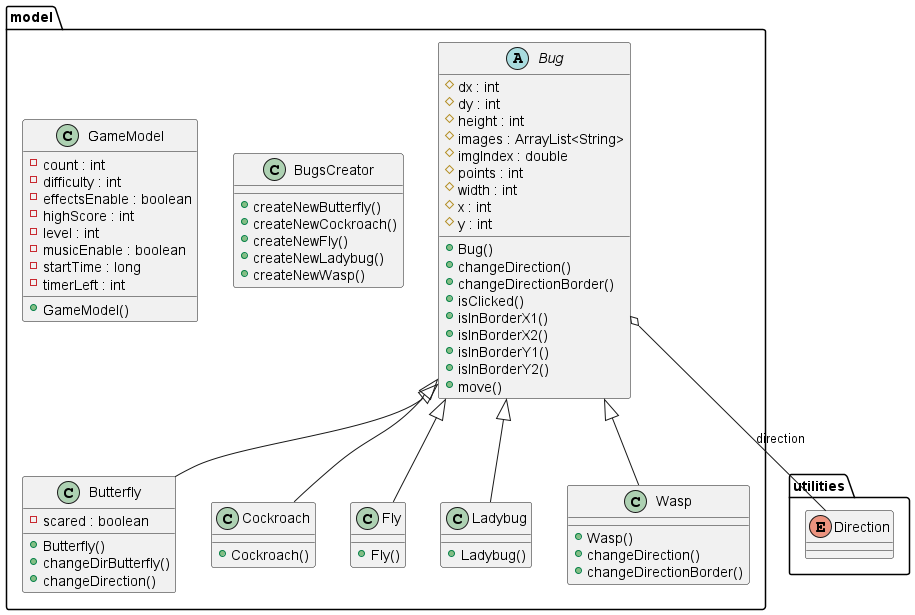 model
A Bug
dx : int
dy : int
height : int
images : ArrayList<String>
imgIndex : double
points : int
width : int
x : int
y : int
Bug()
changeDirection()
changeDirectionBorder()
isClicked()
isInBorderX1()
isInBorderX2()
isInBorderY1()
isInBorderY2()
move()
C GameModel
count : int
difficulty : int
effectsEnable : boolean
highScore : int
level : int
musicEnable : boolean
startTime : long
timerLeft : int
GameModel()
C BugsCreator
createNewButterfly()
createNewCockroach()
createNewFly()
createNewLadybug()
createNewWasp()
direction
C Butterfly
scared : boolean
Butterfly()
changeDirButterfly()
changeDirection()
C Cockroach
Cockroach()
C Fly
Fly()
C Ladybug
Ladybug()
C Wasp
Wasp()
changeDirection()
changeDirectionBorder()
utilities
E Direction